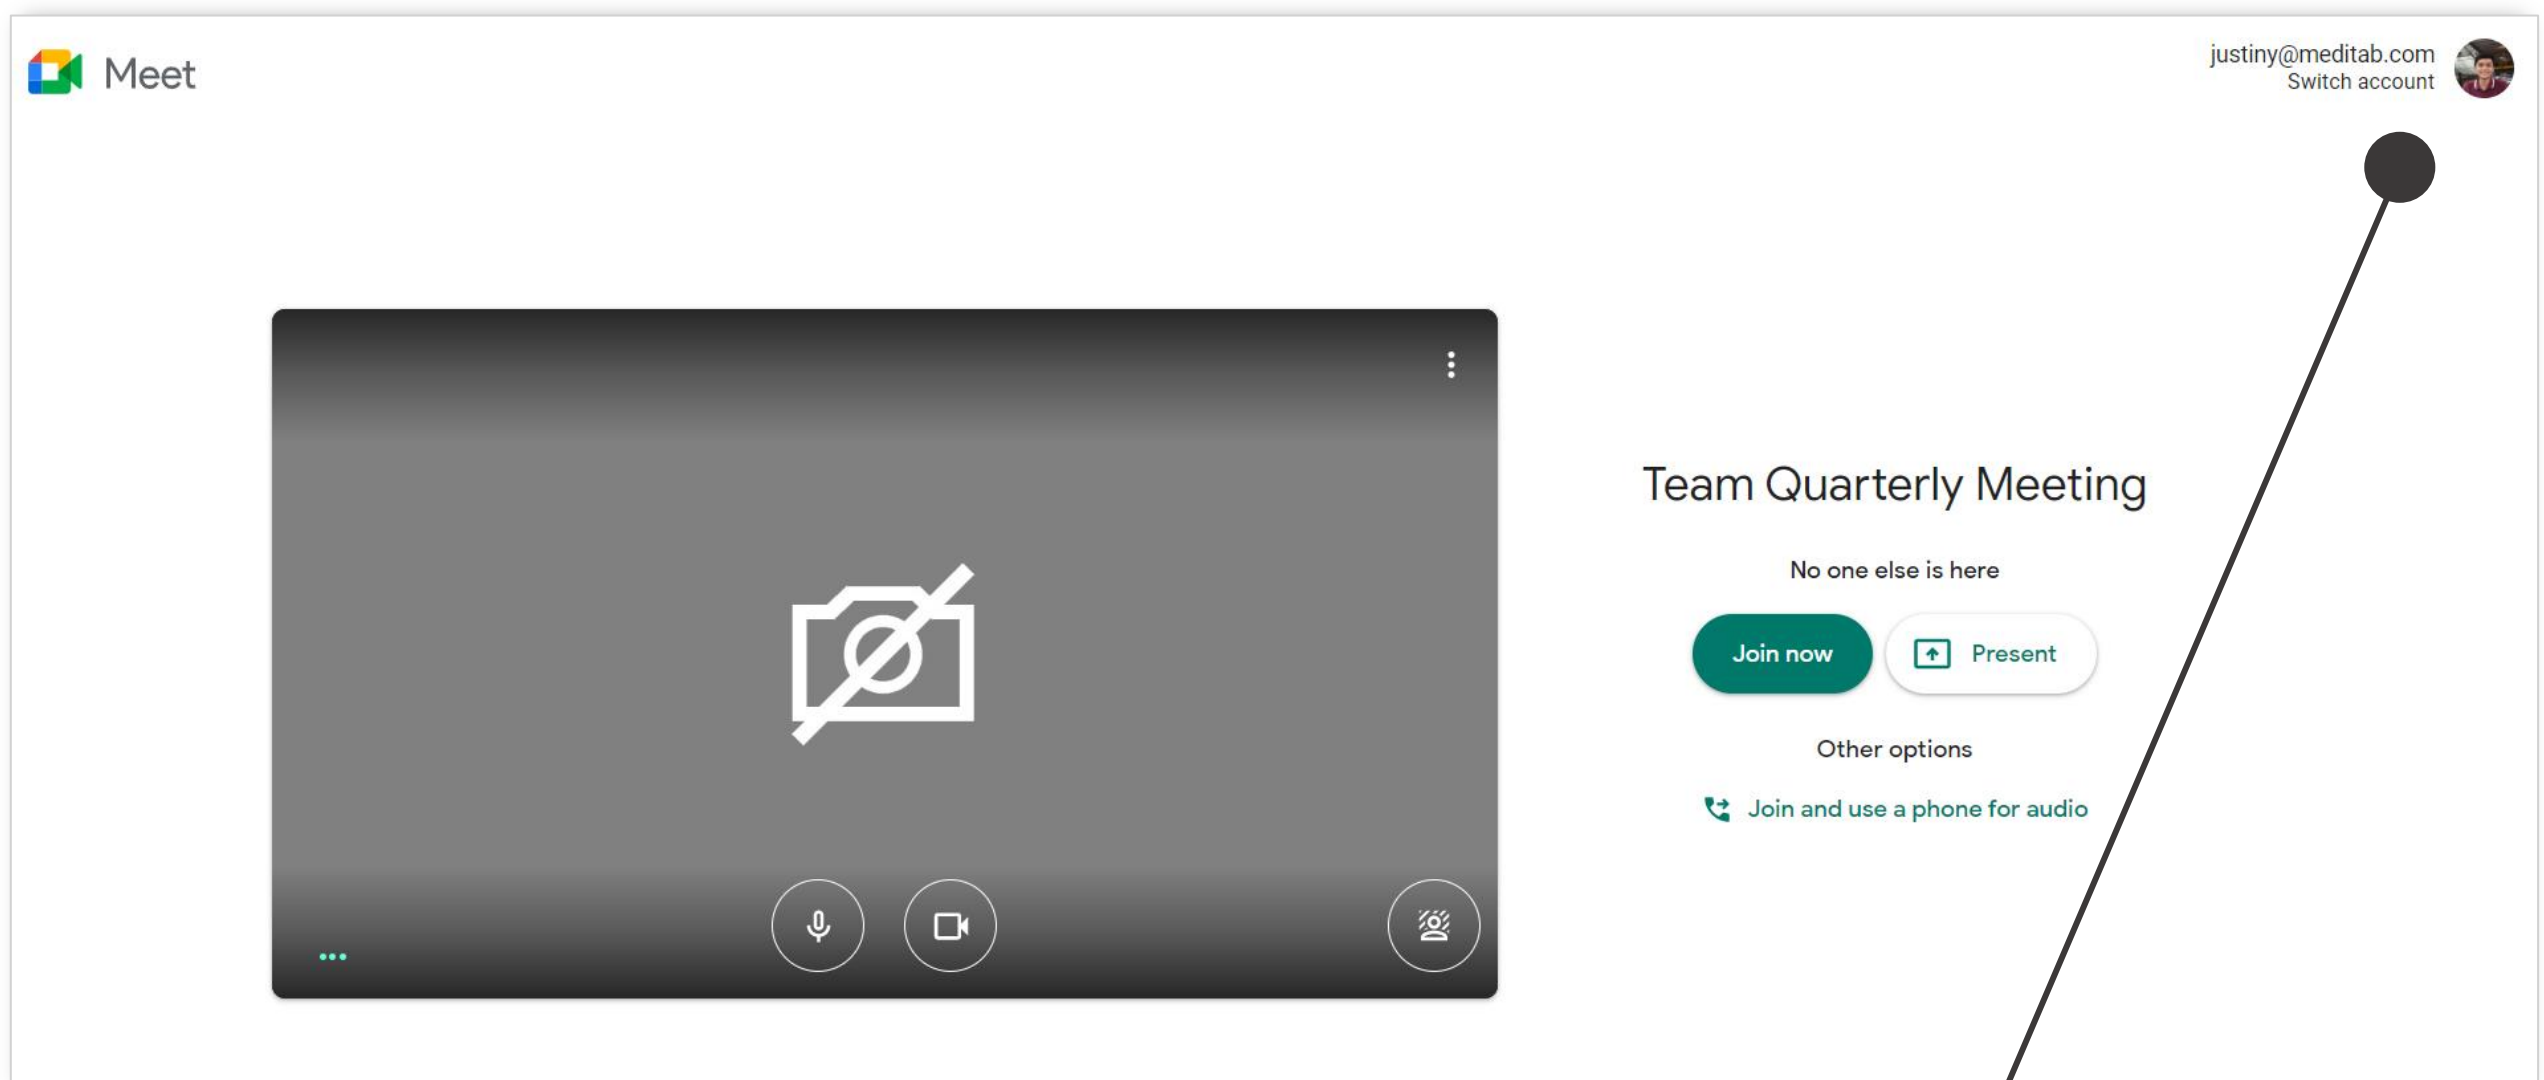 Meet
justiny@meditab.com
Switch account
Team Quarterly Meeting
No one else is here
Join now
Present
Other options
Join and use a phone for audio